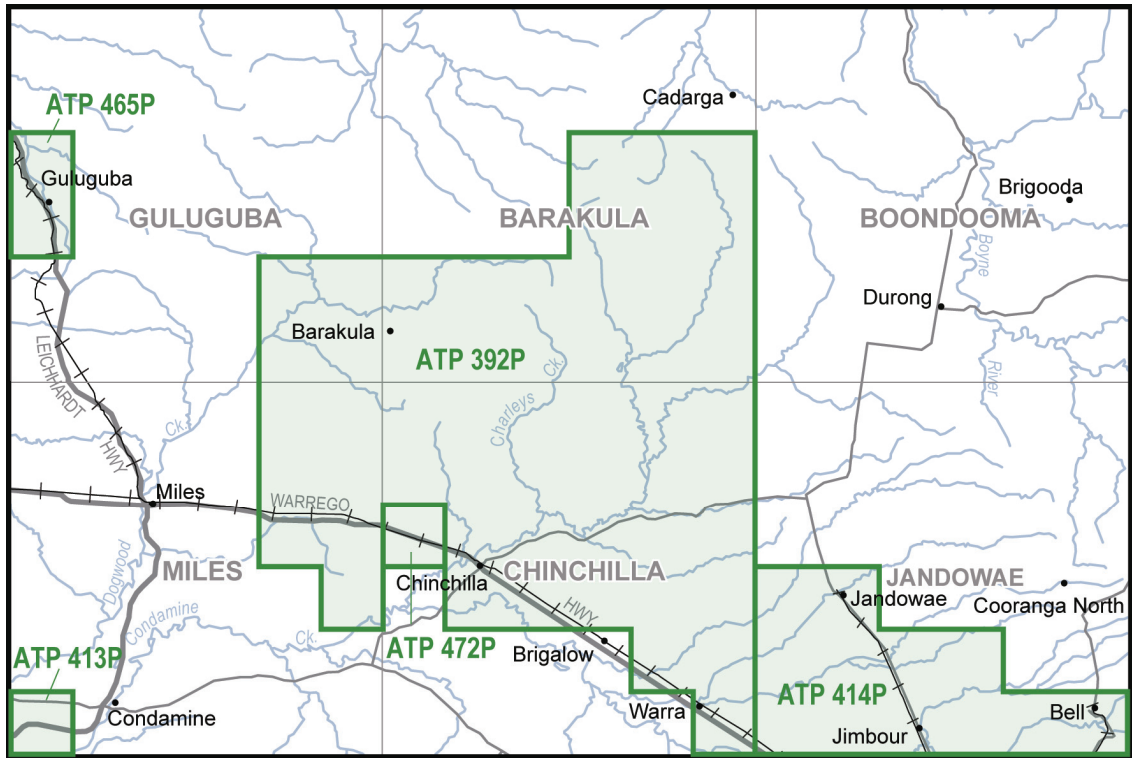 Cadarga
ATP 465P
Guluguba
Brigooda
GULUGUBA
BARAKULA
BOONDOOMA
Boyne
Durong
Barakula
ATP 392P
Ck.
LEICHHARDT
River
Charleys
Ck.
HWY
Miles
WARREGO
MILES
Chinchilla
CHINCHILLA
JANDOWAE
Dogwood
Jandowae
Cooranga North
HWY
Condamine
Ck.
ATP 472P
Brigalow
ATP 413P
ATP 414P
Condamine
Warra
Bell
Jimbour